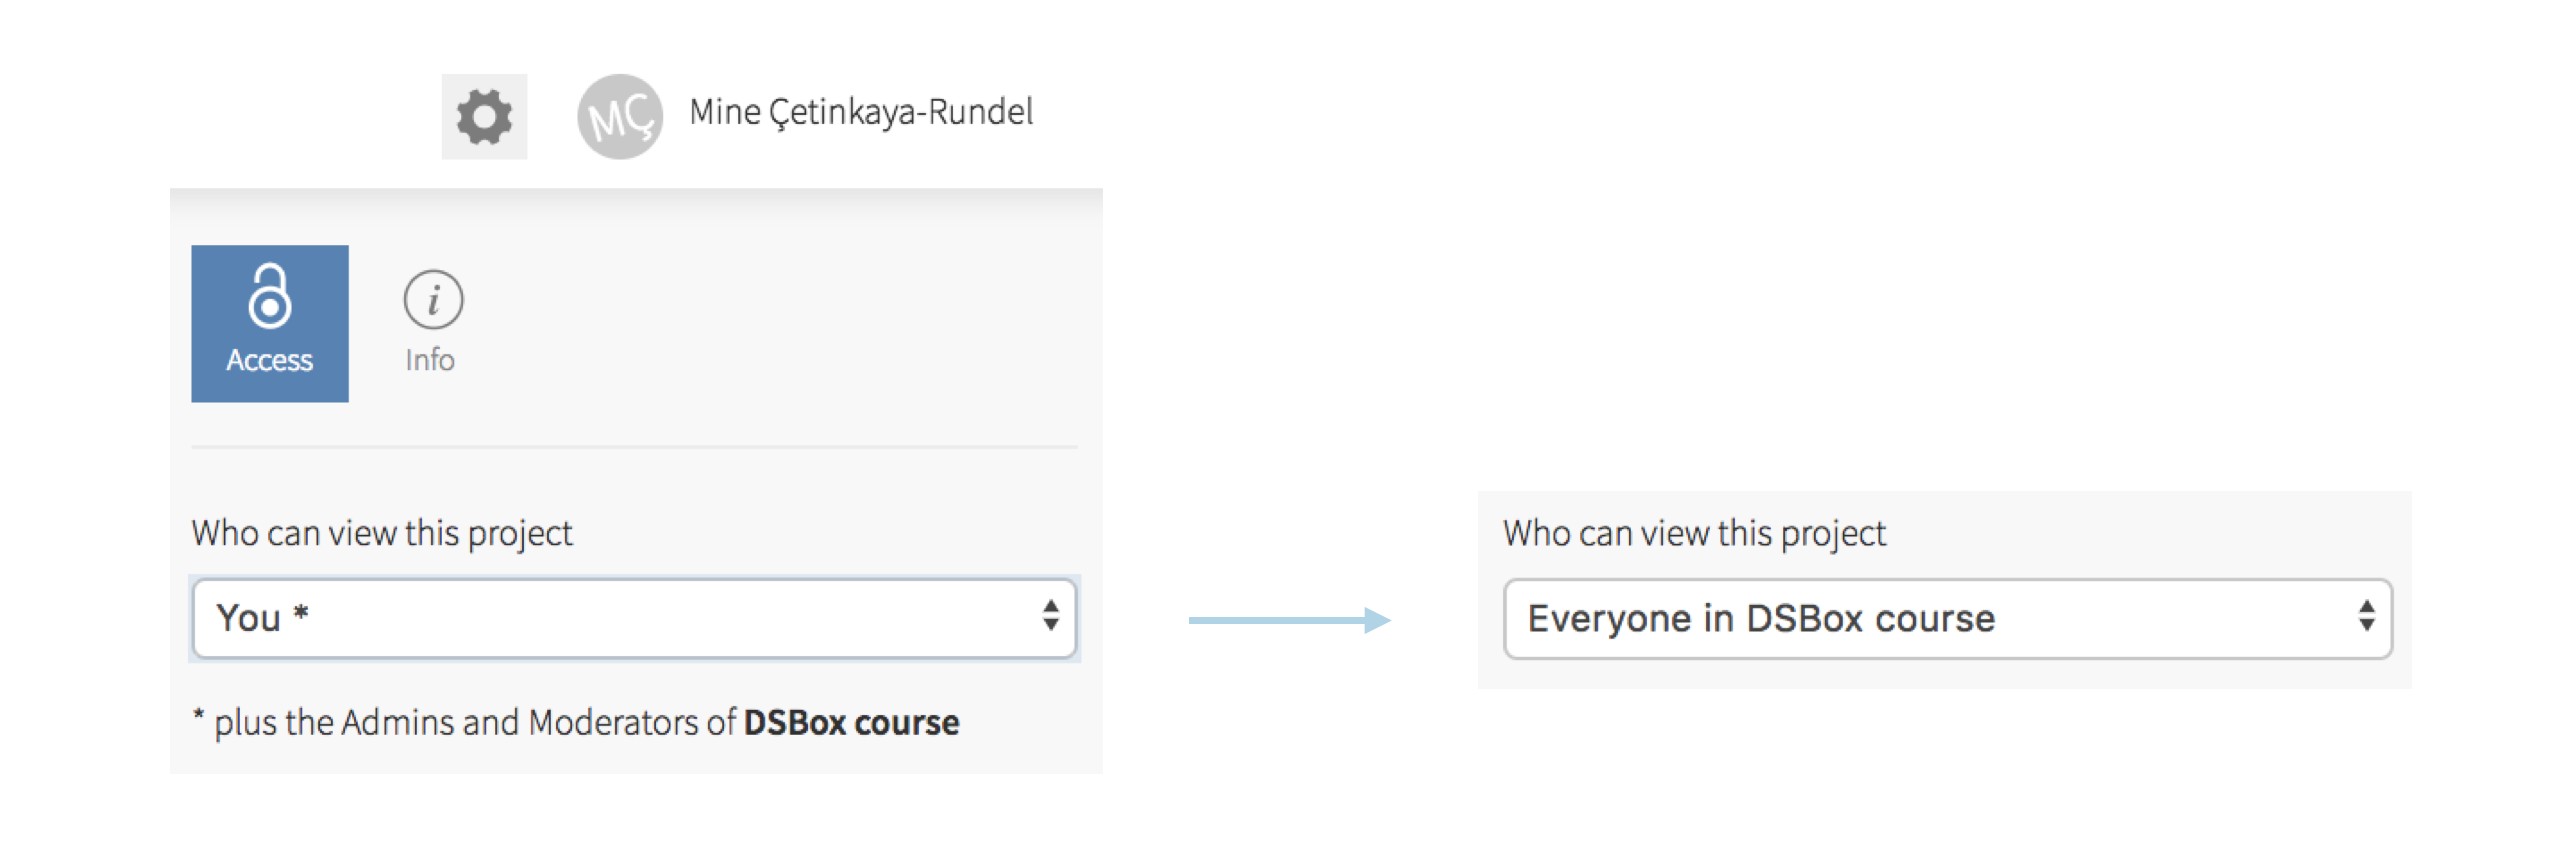 MÇ Mine Çetinkaya-Rundel
Access
Info
Who can view this project
You *
* plus the Admins and Moderators of DSBox course
Who can view this project
Everyone in DSBox course